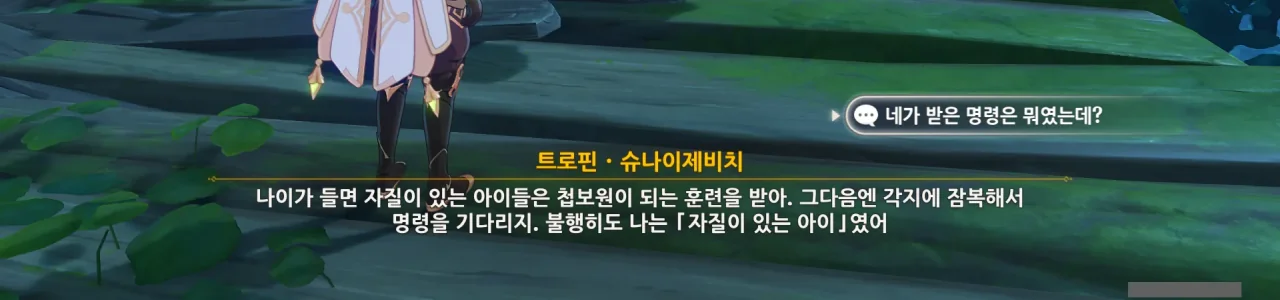 네가 받은 명령은 뭐였는데?
트로핀 · 슈나이제비치
나이가 들면 자질이 있는 아이들은 첩보원이 되는 훈련을 받아. 그다음엔 각지에 잠복해서
명령을 기다리지. 불행히도 나는 「자질이 있는 아이」였어